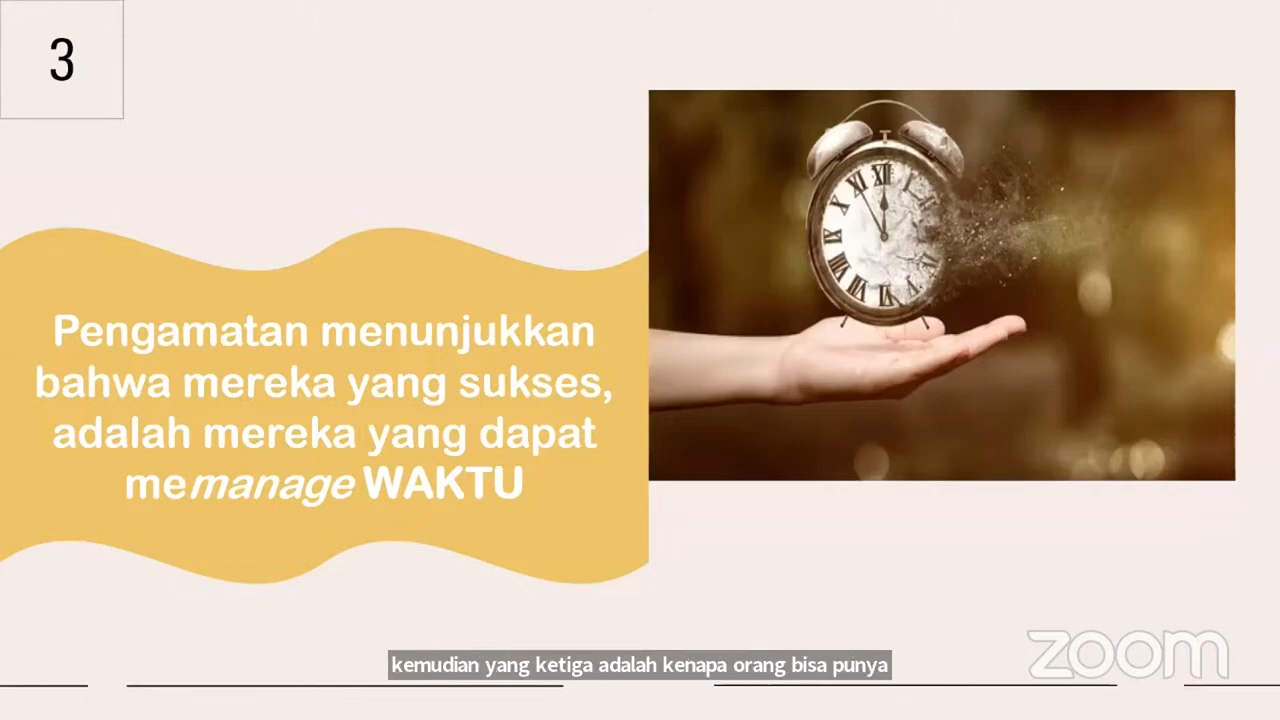 3
Pengamatan menunjukkan
bahwa mereka yang sukses,
adalah mereka yang dapat
memanage WAKTU
kemudian yang ketiga adalah kenapa orang bisa punya
zoom